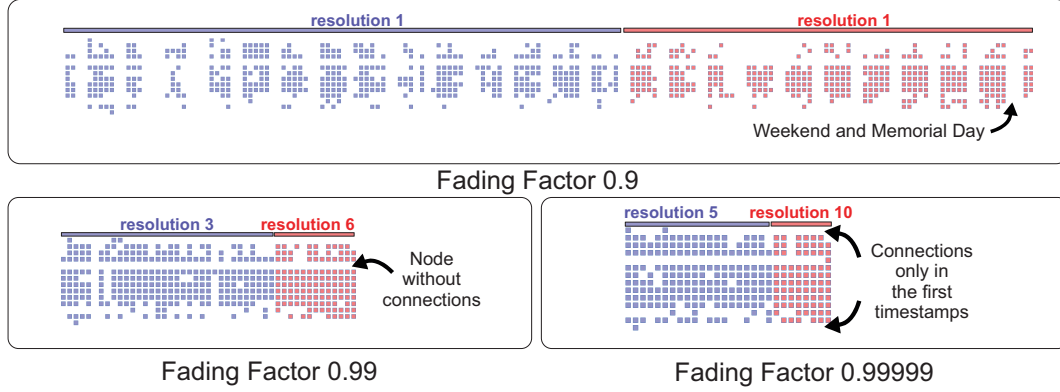 resolution 1
resolution 1
Weekend and Memorial Day
Fading Factor 0.9
resolution 3
resolution 6
Node
without
connections
Fading Factor 0.99
resolution 5
resolution 10
Connections
only in
the first
timestamps
Fading Factor 0.99999